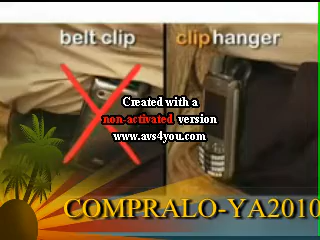 belt clip
cliphanger
Created with a
non-activated version
www.avs4you.com
COMPRALO-YA2010